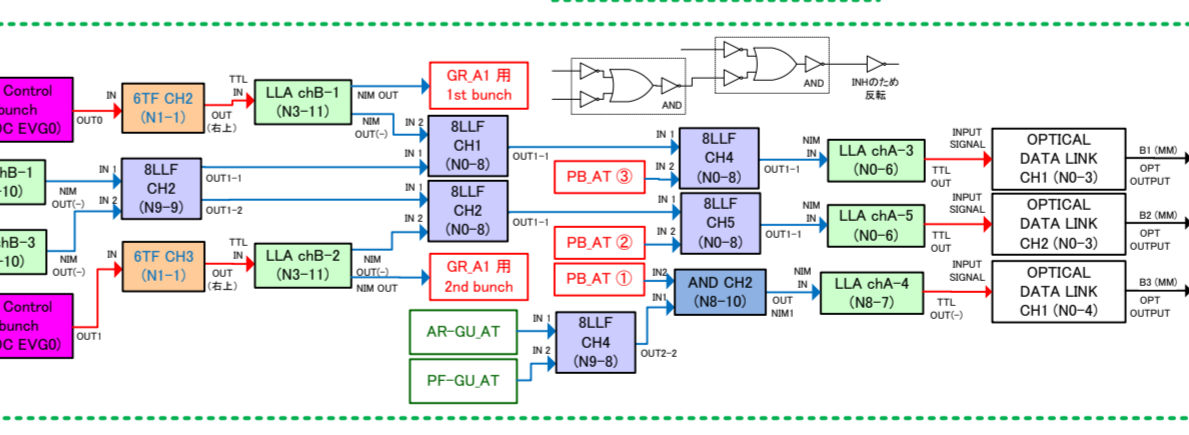 Control
bunch
OC EVG0)
OUT0
IN
6TF CH2
(N1-1)
OUT
(右上)
TTL
IN
LLA chB-1
(N3-11)
NIM OUT
NIM
OUT(-)
GR_A1 用
1st bunch
AND
AND
INHのため
反転
hB-1
-10)
NIM
OUT(-)
IN 1
IN 2
8LLF
CH2
(N9-9)
OUT1-1
OUT1-2
IN 2
IN 1
8LLF
CH1
(N0-8)
OUT1-1
IN 1
IN 2
8LLF
CH2
(N0-8)
OUT1-1
PB_AT ③
IN 1
IN 2
8LLF
CH4
(N0-8)
OUT1-1
NIM
IN
LLA chA-3
(N0-6)
TTL
OUT
INPUT
SIGNAL
OPTICAL
DATA LINK
CH1 (N0-3)
B1 (MM)
OPT
OUTPUT
PB_AT ②
IN 1
IN 2
8LLF
CH5
(N0-8)
OUT1-1
NIM
IN
LLA chA-5
(N0-6)
TTL
OUT
INPUT
SIGNAL
OPTICAL
DATA LINK
CH2 (N0-3)
B2 (MM)
OPT
OUTPUT
hB-3
-10)
NIM
OUT(-)
IN
6TF CH3
(N1-1)
OUT
(右上)
TTL
IN
LLA chB-2
(N3-11)
NIM
OUT(-)
NIM OUT
GR_A1 用
2nd bunch
PB_AT ①
IN2
IN1
AND CH2
(N8-10)
OUT
NIM1
NIM
IN
LLA chA-4
(N8-7)
TTL
OUT(-)
INPUT
SIGNAL
OPTICAL
DATA LINK
CH1 (N0-4)
B3 (MM)
OPT
OUTPUT
Control
bunch
OC EVG0)
OUT1
AR-GU_AT
PF-GU_AT
IN 1
IN 2
8LLF
CH4
(N9-8)
OUT2-2